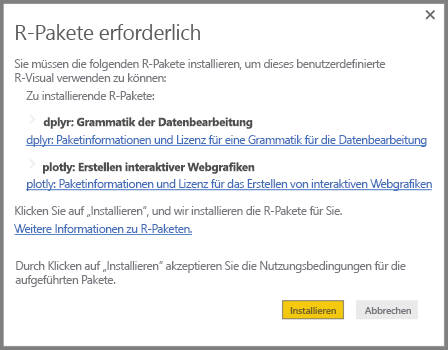 R-Pakete erforderlich
Sie müssen die folgenden R-Pakete installieren, um dieses benutzerdefinierte
R-Visual verwenden zu können:
Zu installierende R-Pakete:
dplyr: Grammatik der Datenbearbeitung
dplyr: Paketinformationen und Lizenz für eine Grammatik für die Datenbearbeitung
plotly: Erstellen interaktiver Webgrafiken
plotly: Paketinformationen und Lizenz für das Erstellen von interaktiven Webgrafiken
Klicken Sie auf „Installieren“, und wir installieren die R-Pakete für Sie.
Weitere Informationen zu R-Paketen.
Durch Klicken auf „Installieren“ akzeptieren Sie die Nutzungsbedingungen für die
aufgeführten Pakete.
Installieren Abbrechen